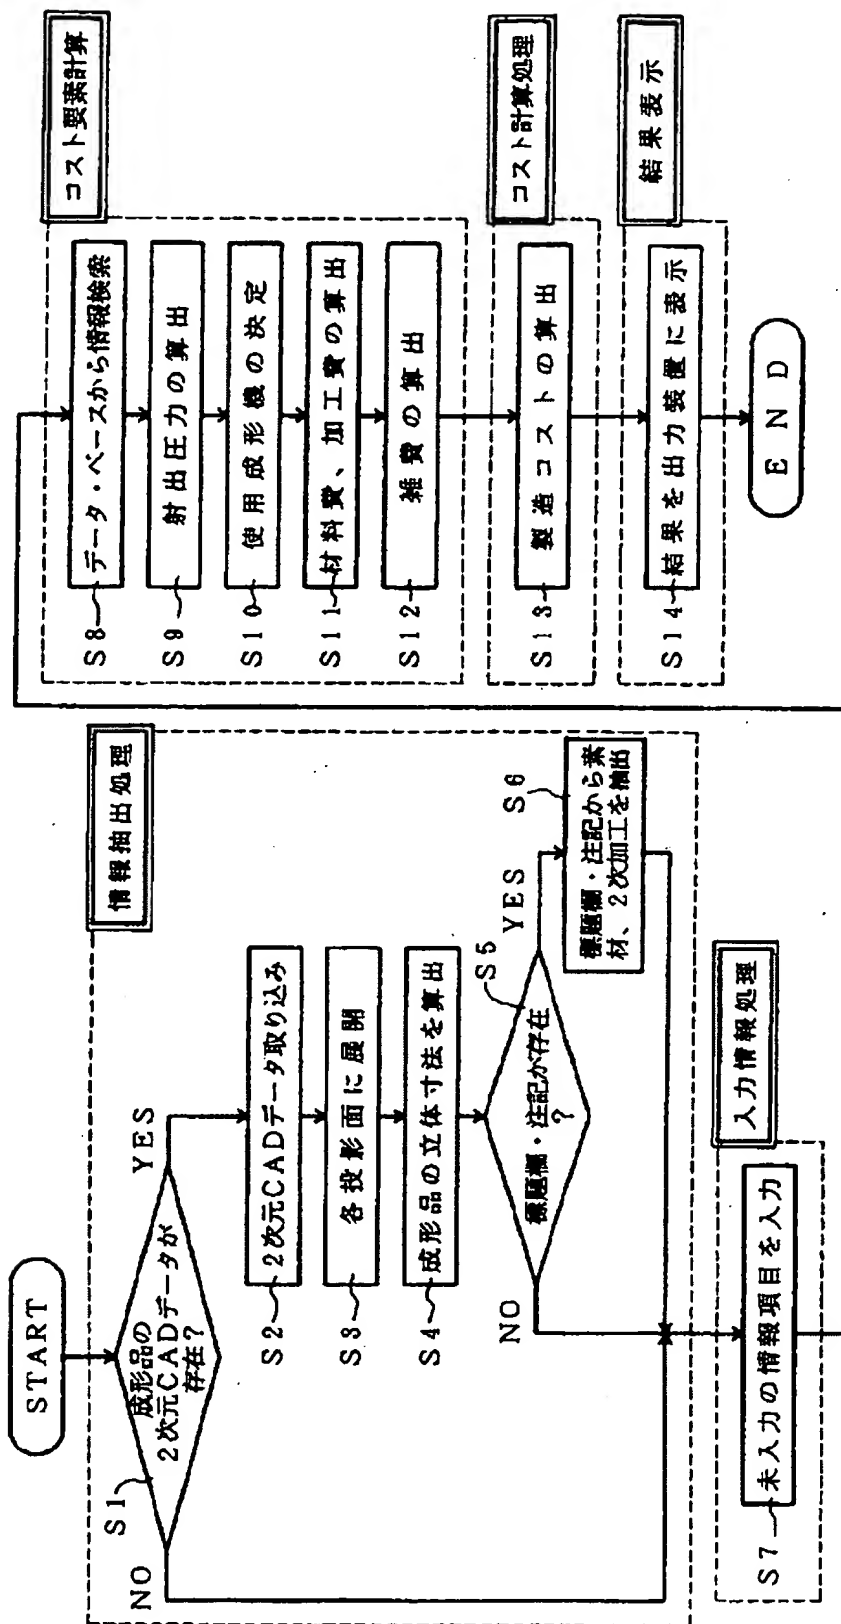 START
情報抽出処理
S1
成形品の
2次元CADデータが
存在?
YES
NO
S2
2次元CADデータ取り込み
S3
各投影面に展開
S4
成形品の立体寸法を算出
S5
標題欄・注記が存在
?
YES
NO
S6
標題欄・注記から素
材、2次加工を抽出
入力情報処理
S7
未入力の情報項目を入力
コスト要素計算
S8
データ・ベースから情報検索
S9
射出圧力の算出
S10
使用成形機の決定
S11
材料費、加工費の算出
S12
雑費の算出
コスト計算処理
S13
製造コストの算出
結果表示
S14
結果を出力装置に表示
END